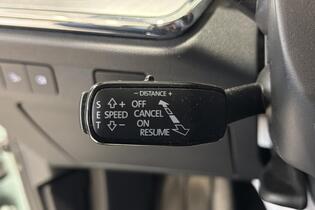 − DISTANCE +
S ⇧+ OFF
E SPEED CANCEL
T ⇩− ON
RESUME